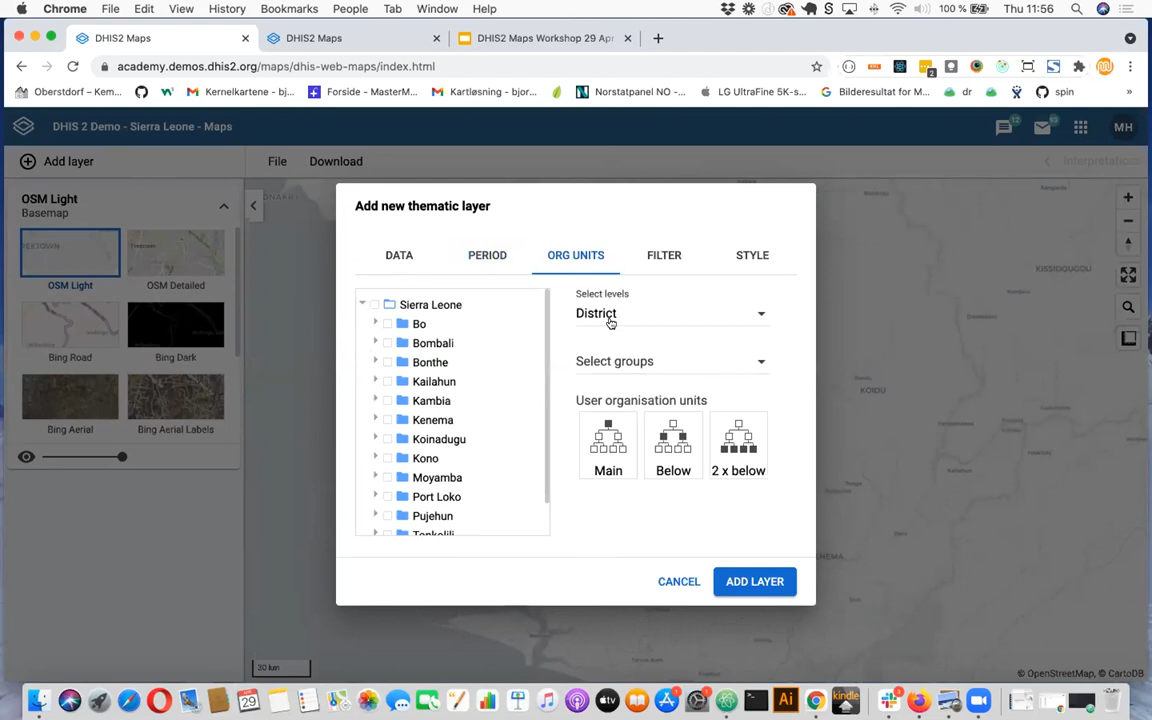 Chrome File Edit View History Bookmarks People Tab Window Help 100 % Thu 11:56
DHIS2 Maps DHIS2 Maps DHIS2 Maps Workshop 29 Apr
academy.demos.dhis2.org/maps/dhis-web-maps/index.html
Oberstdorf – Kem... Kernelkartene - bj... Forside - MasterM... Kartløsning - bjor... Norstatpanel NO -... LG UltraFine 5K-s... Bilderesultat for M... dr spin »
DHIS 2 Demo - Sierra Leone - Maps MH
Add layer File Download Interpretations
OSM Light
Basemap
OSM Light OSM Detailed
Bing Road Bing Dark
Bing Aerial Bing Aerial Labels
Add new thematic layer
DATA PERIOD ORG UNITS FILTER STYLE
Sierra Leone
Bo
Bombali
Bonthe
Kailahun
Kambia
Kenema
Koinadugu
Kono
Moyamba
Port Loko
Pujehun
Tonkolili
Select levels
District
Select groups
User organisation units
Main Below 2 x below
CANCEL ADD LAYER
KISSIDOUGOU
KOIDU
30 km
© OpenStreetMap, © CartoDB